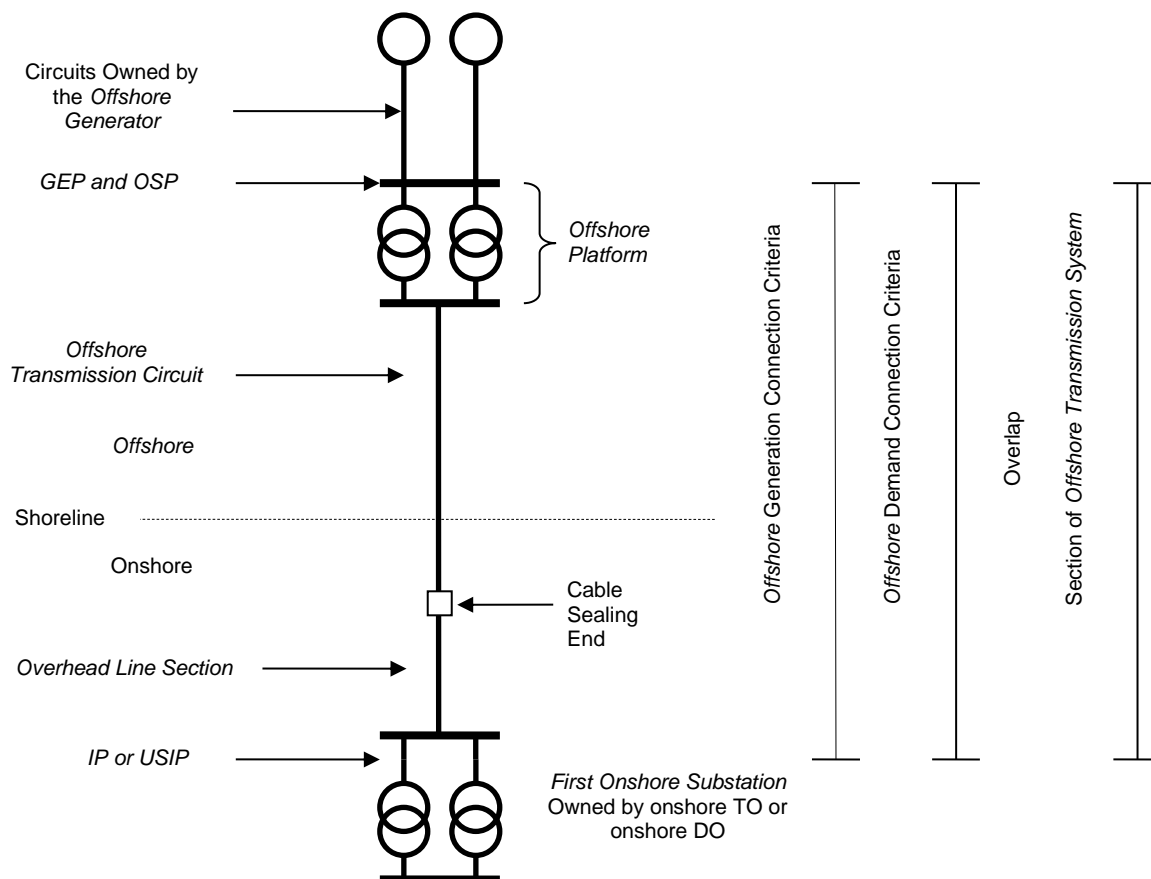 Circuits Owned by
the Offshore
Generator
GEP and OSP
Offshore
Platform
Offshore
Transmission Circuit
Offshore
Shoreline
Onshore
Cable
Sealing
End
Overhead Line Section
IP or USIP
First Onshore Substation
Owned by onshore TO or
onshore DO
Offshore Generation Connection Criteria
Offshore Demand Connection Criteria
Overlap
Section of Offshore Transmission System